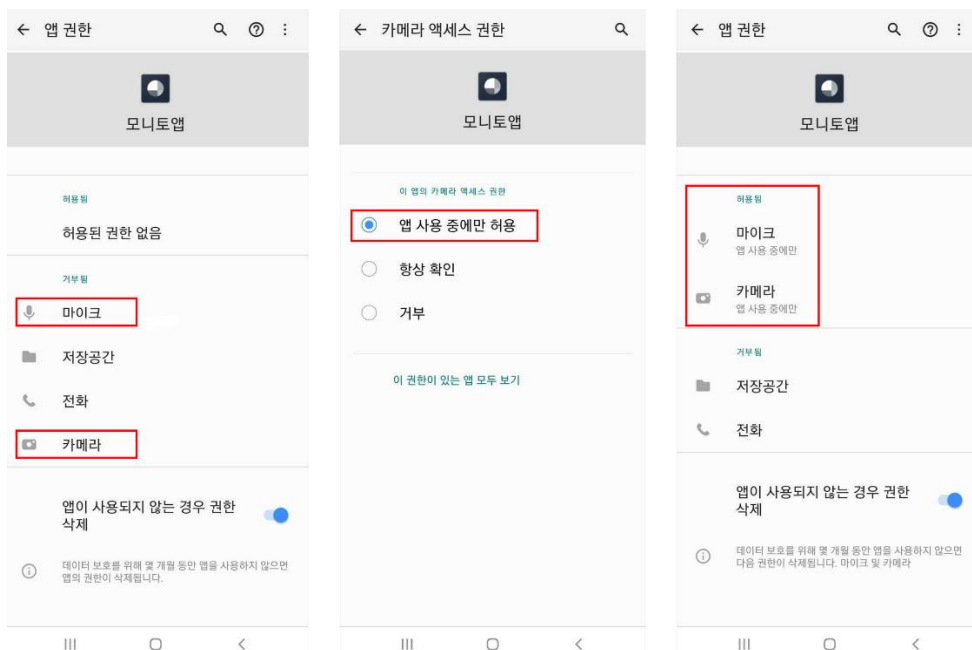 앱 권한
모니토앱
허용됨
허용된 권한 없음
거부됨
마이크
저장공간
전화
카메라
앱이 사용되지 않는 경우 권한
삭제
데이터 보호를 위해 몇 개월 동안 앱을 사용하지 않으면
앱의 권한이 삭제됩니다.
카메라 액세스 권한
모니토앱
이 앱의 카메라 액세스 권한
앱 사용 중에만 허용
항상 확인
거부
이 권한이 있는 앱 모두 보기
앱 권한
모니토앱
허용됨
마이크
앱 사용 중에만
카메라
앱 사용 중에만
거부됨
저장공간
전화
앱이 사용되지 않는 경우 권한
삭제
데이터 보호를 위해 몇 개월 동안 앱을 사용하지 않으면
다음 권한이 삭제됩니다. 마이크 및 카메라